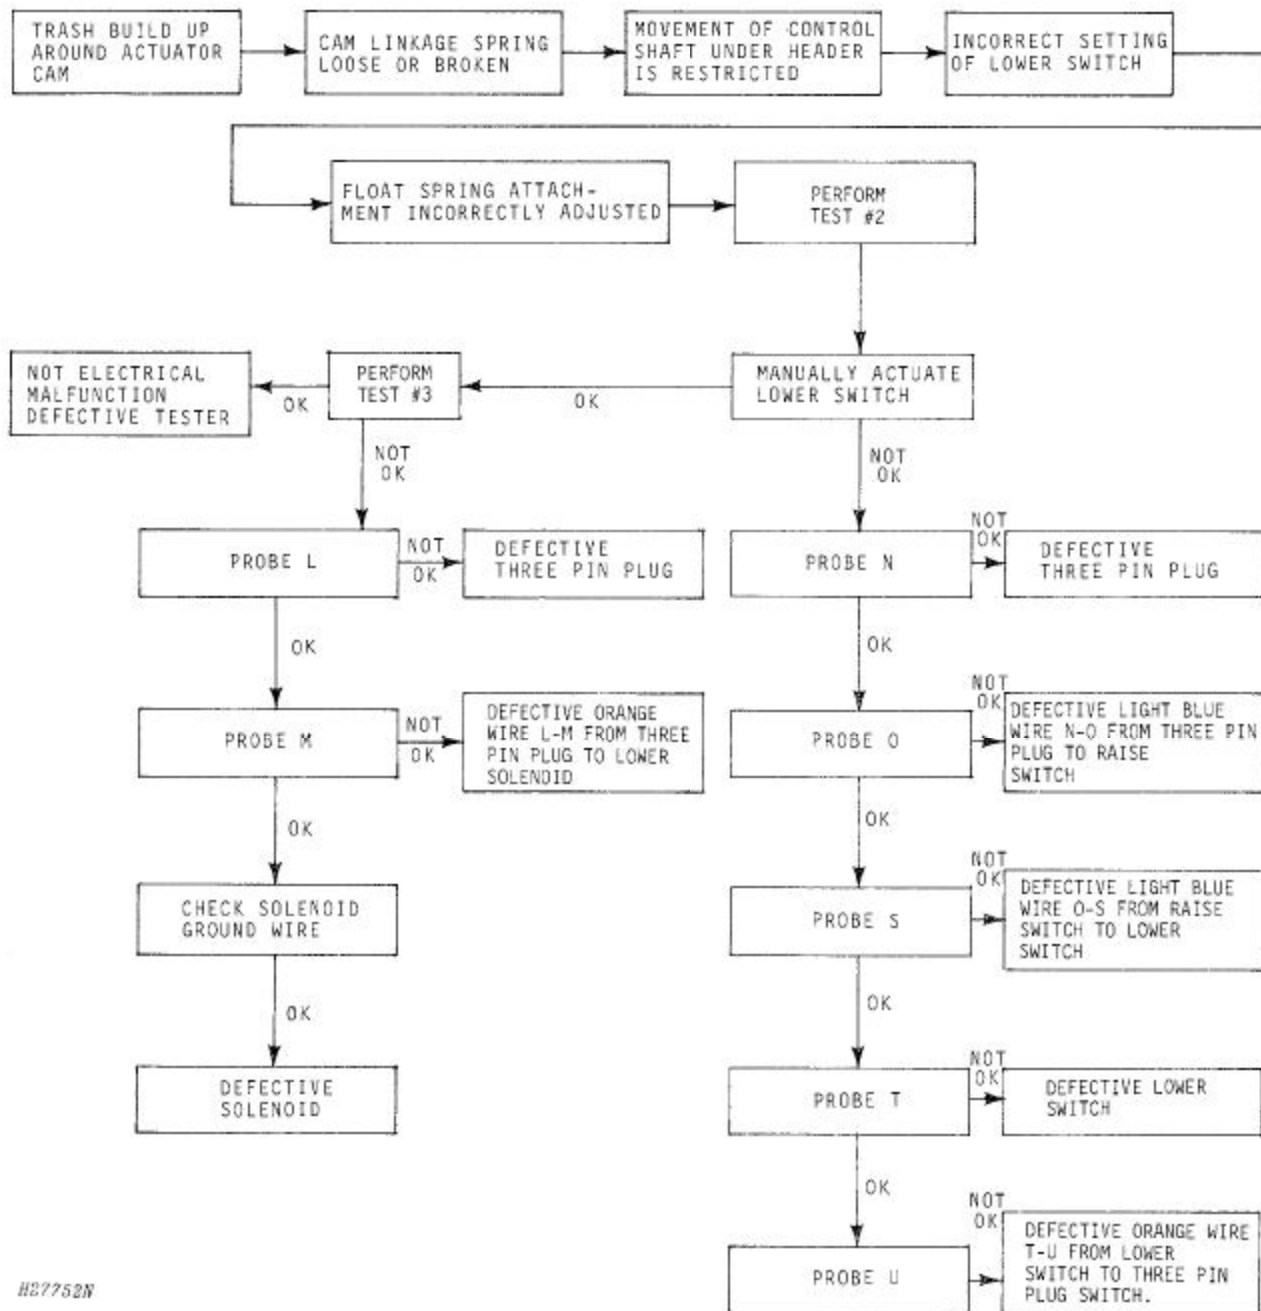 TRASH BUILD UP
AROUND ACTUATOR
CAM
CAM LINKAGE SPRING
LOOSE OR BROKEN
MOVEMENT OF CONTROL
SHAFT UNDER HEADER
IS RESTRICTED
INCORRECT SETTING
OF LOWER SWITCH
FLOAT SPRING ATTACH-
MENT INCORRECTLY ADJUSTED
PERFORM
TEST #2
NOT ELECTRICAL
MALFUNCTION
DEFECTIVE TESTER
OK
PERFORM
TEST #3
OK
MANUALLY ACTUATE
LOWER SWITCH
NOT
OK
NOT
OK
PROBE L
NOT
OK
DEFECTIVE
THREE PIN PLUG
PROBE N
NOT
OK
DEFECTIVE
THREE PIN PLUG
OK
OK
PROBE M
NOT
OK
DEFECTIVE ORANGE
WIRE L-M FROM THREE
PIN PLUG TO LOWER
SOLENOID
PROBE O
NOT
OK
DEFECTIVE LIGHT BLUE
WIRE N-O FROM THREE PIN
PLUG TO RAISE
SWITCH
OK
OK
CHECK SOLENOID
GROUND WIRE
PROBE S
NOT
OK
DEFECTIVE LIGHT BLUE
WIRE O-S FROM RAISE
SWITCH TO LOWER
SWITCH
OK
OK
DEFECTIVE
SOLENOID
PROBE T
NOT
OK
DEFECTIVE LOWER
SWITCH
OK
PROBE U
NOT
OK
DEFECTIVE ORANGE WIRE
T-U FROM LOWER
SWITCH TO THREE PIN
PLUG SWITCH.
H27752N